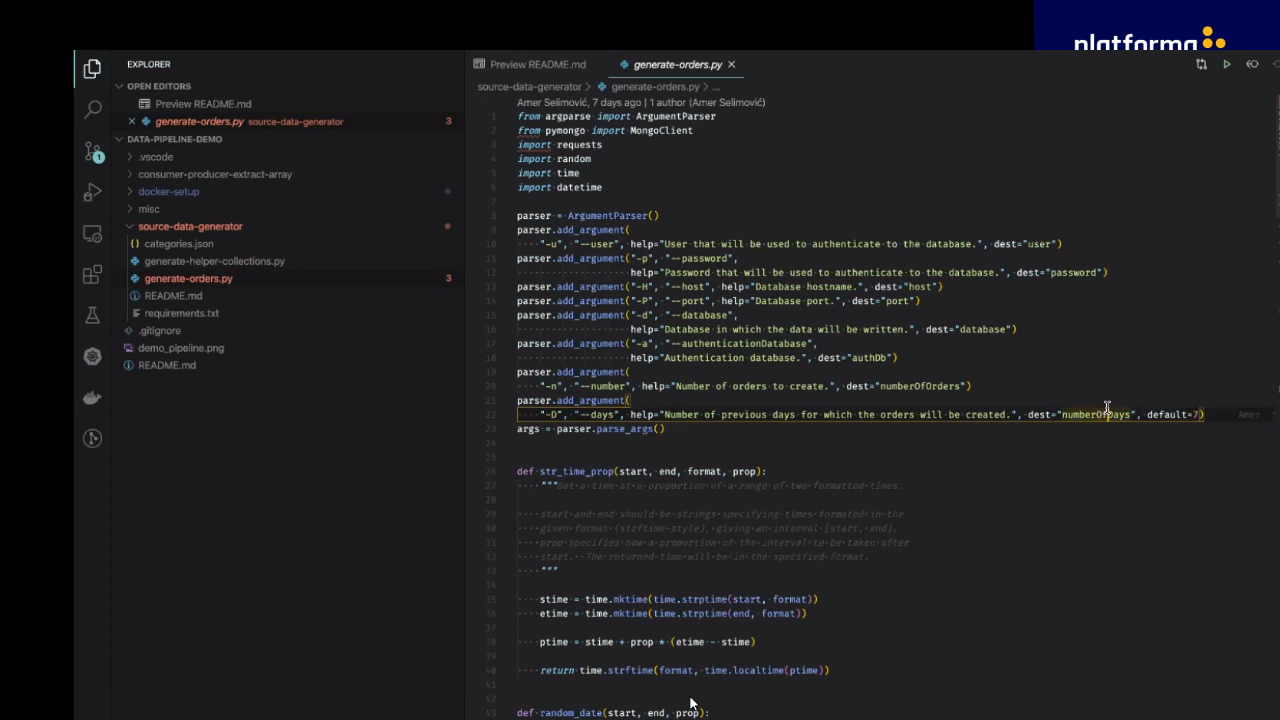 platforma
EXPLORER
OPEN EDITORS
Preview README.md
generate-orders.py source-data-generator 3
DATA-PIPELINE-DEMO
.vscode
consumer-producer-extract-array
docker-setup
misc
source-data-generator
categories.json
generate-helper-collections.py
generate-orders.py 3
README.md
requirements.txt
.gitignore
demo_pipeline.png
README.md
1
Preview README.md
generate-orders.py
source-data-generator > generate-orders.py > ...
Amer Selimović, 7 days ago | 1 author (Amer Selimović)
1 from argparse import ArgumentParser
2 from pymongo import MongoClient
3 import requests
4 import random
5 import time
6 import datetime
7
8 parser = ArgumentParser()
9 parser.add_argument(
10 "-u", "--user", help="User that will be used to authenticate to the database.", dest="user")
11 parser.add_argument("-p", "--password",
12 help="Password that will be used to authenticate to the database.", dest="password")
13 parser.add_argument("-H", "--host", help="Database hostname.", dest="host")
14 parser.add_argument("-P", "--port", help="Database port.", dest="port")
15 parser.add_argument("-d", "--database",
16 help="Database in which the data will be written.", dest="database")
17 parser.add_argument("-a", "--authenticationDatabase",
18 help="Authentication database.", dest="authDb")
19 parser.add_argument(
20 "-n", "--number", help="Number of orders to create.", dest="numberOfOrders")
21 parser.add_argument(
22 "-D", "--days", help="Number of previous days for which the orders will be created.", dest="numberOfDays", default=7) Amer
23 args = parser.parse_args()
24
25
26 def str_time_prop(start, end, format, prop):
27 """Get a time at a proportion of a range of two formatted times.
28
29 start and end should be strings specifying times formated in the
30 given format (strftime-style), giving an interval [start, end].
31 prop specifies how a proportion of the interval to be taken after
32 start. The returned time will be in the specified format.
33 """
34
35 stime = time.mktime(time.strptime(start, format))
36 etime = time.mktime(time.strptime(end, format))
37
38 ptime = stime + prop * (etime - stime)
39
40 return time.strftime(format, time.localtime(ptime))
41
42
43 def random_date(start, end, prop):